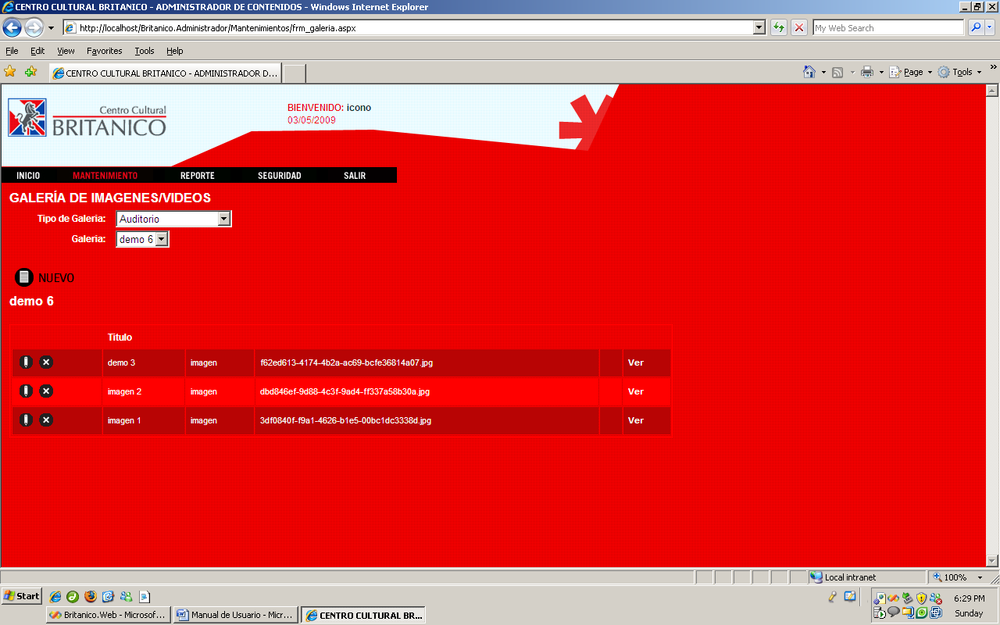 CENTRO CULTURAL BRITANICO - ADMINISTRADOR DE CONTENIDOS - Windows Internet Explorer
http://localhost/Britanico.Administrador/Mantenimientos/frm_galeria.aspx
My Web Search
File Edit View Favorites Tools Help
CENTRO CULTURAL BRITANICO - ADMINISTRADOR D...
Page Tools
Centro Cultural
BRITANICO
BIENVENIDO: icono
03/05/2009
INICIO MANTENIMIENTO REPORTE SEGURIDAD SALIR
GALERÍA DE IMAGENES/VIDEOS
Tipo de Galeria: Auditorio
Galeria: demo 6
NUEVO
demo 6
Titulo
demo 3 imagen f62ed613-4174-4b2a-ac69-bcfe36814a07.jpg Ver
imagen 2 imagen dbd846ef-9d88-4c3f-9ad4-ff337a58b30a.jpg Ver
imagen 1 imagen 3df0840f-f9a1-4626-b1e5-00bc1dc3338d.jpg Ver
Local intranet 100%
Start
6:29 PM
Britanico.Web - Microsof... Manual de Usuario - Micr... CENTRO CULTURAL BR...
Sunday